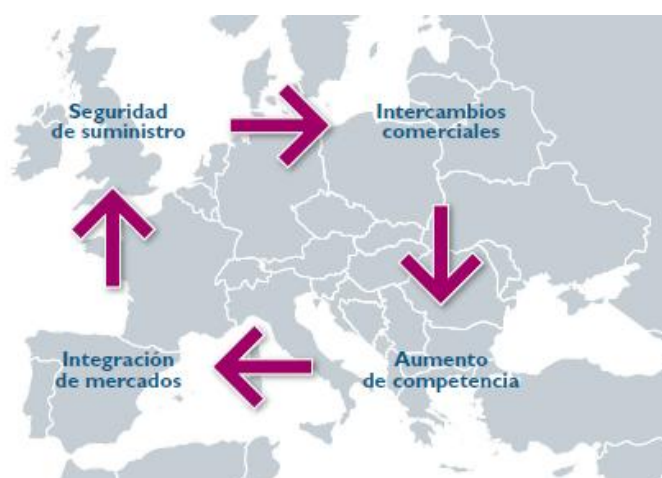 Seguridad
de suministro
Intercambios
comerciales
Integración
de mercados
Aumento
de competencia